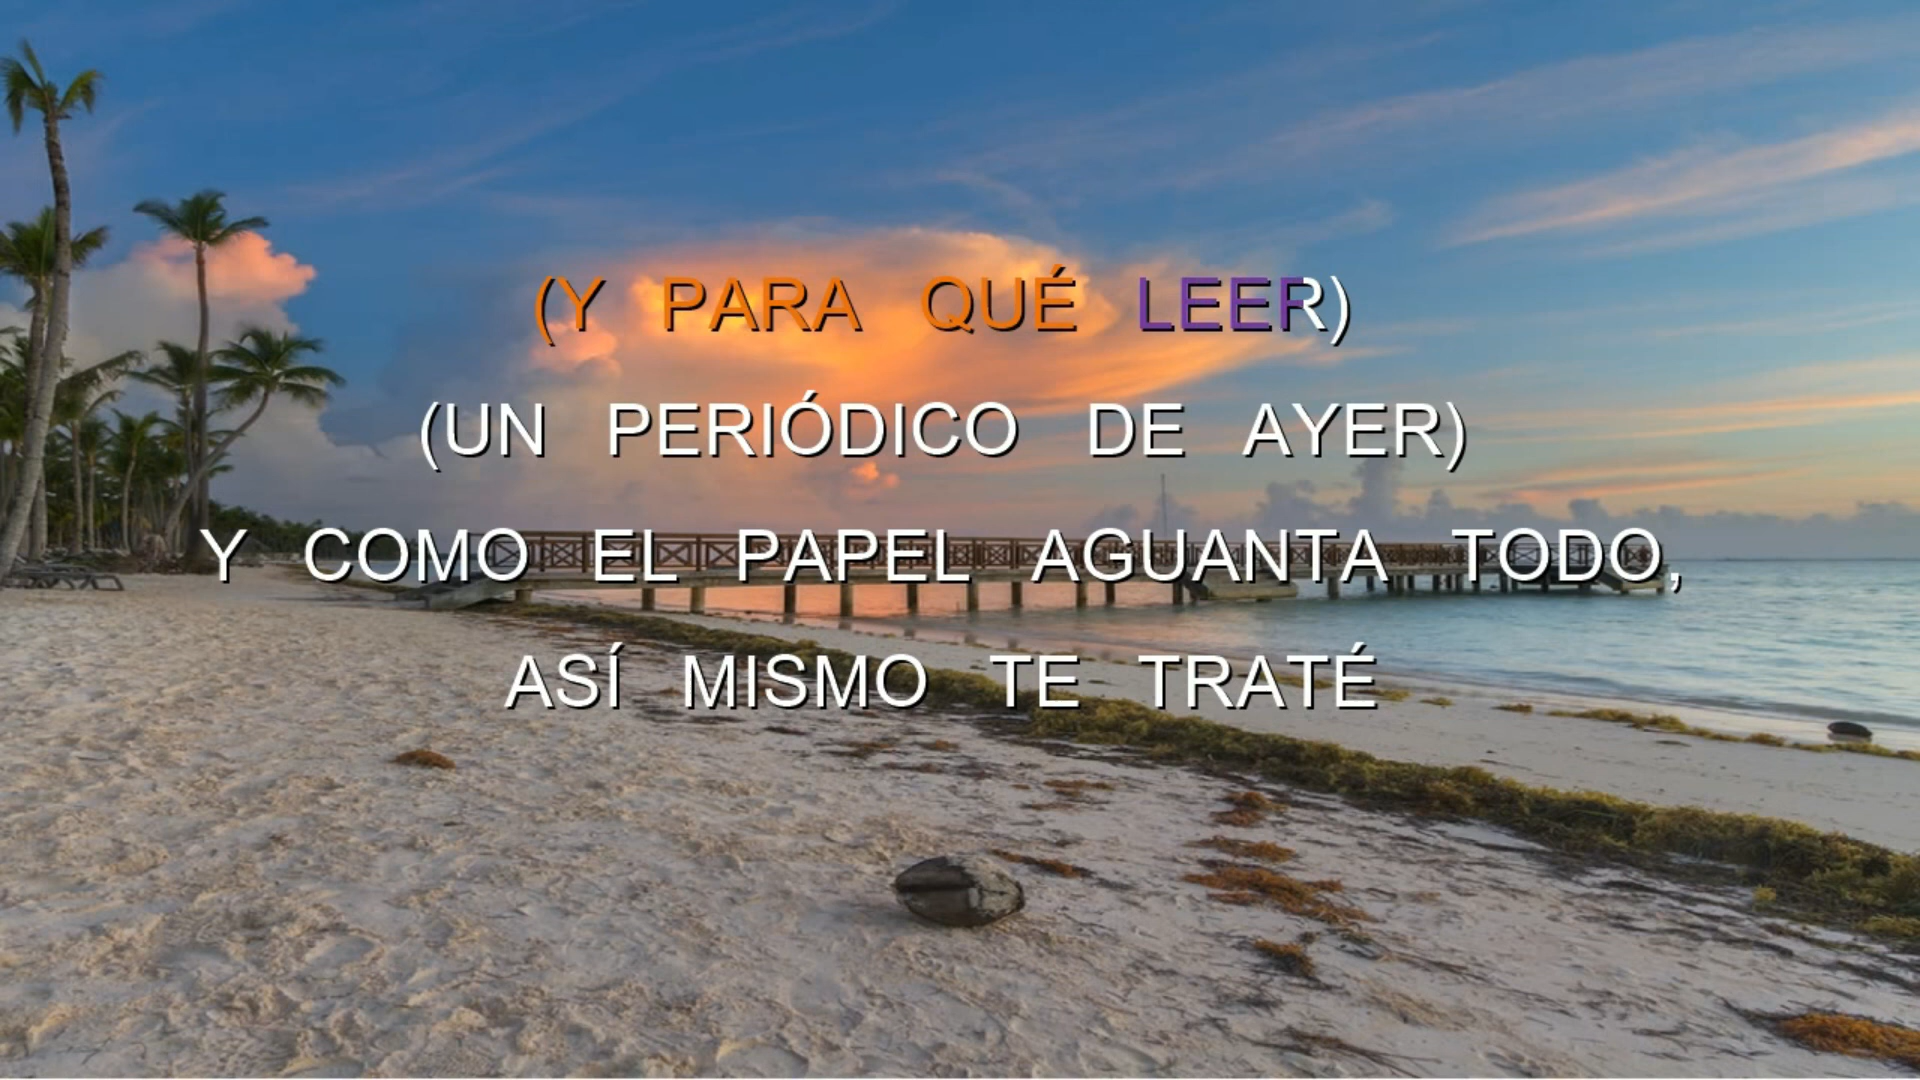 (Y PARA QUÉ LEER)
(UN PERIÓDICO DE AYER)
Y COMO EL PAPEL AGUANTA TODO,
ASÍ MISMO TE TRATÉ